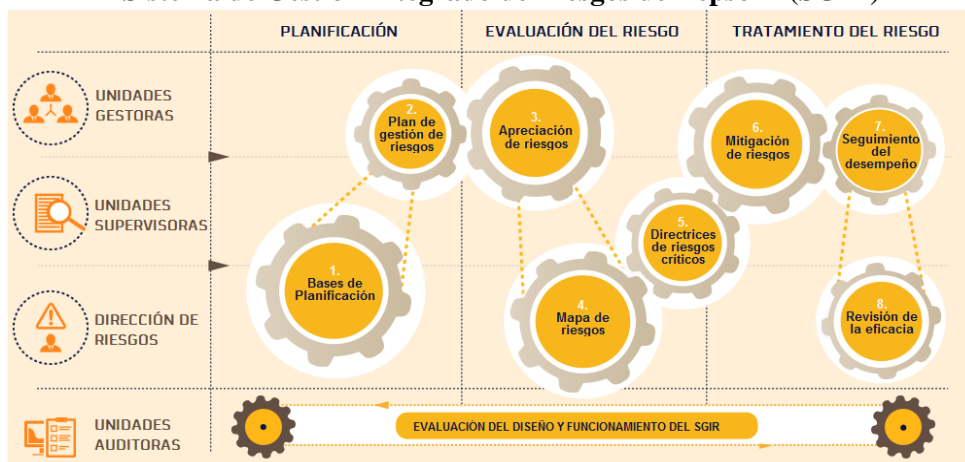 PLANIFICACIÓN
EVALUACIÓN DEL RIESGO
TRATAMIENTO DEL RIESGO
UNIDADES
GESTORAS
2.
Plan de
gestión de
riesgos
3.
Apreciación
de riesgos
6.
Mitigación
de riesgos
7.
Seguimiento
del
desempeño
UNIDADES
SUPERVISORAS
5.
Directrices
de riesgos
críticos
1.
Bases de
Planificación
DIRECCIÓN DE
RIESGOS
4.
Mapa de
riesgos
8.
Revisión de
la eficacia
UNIDADES
AUDITORAS
EVALUACIÓN DEL DISEÑO Y FUNCIONAMIENTO DEL SGIR